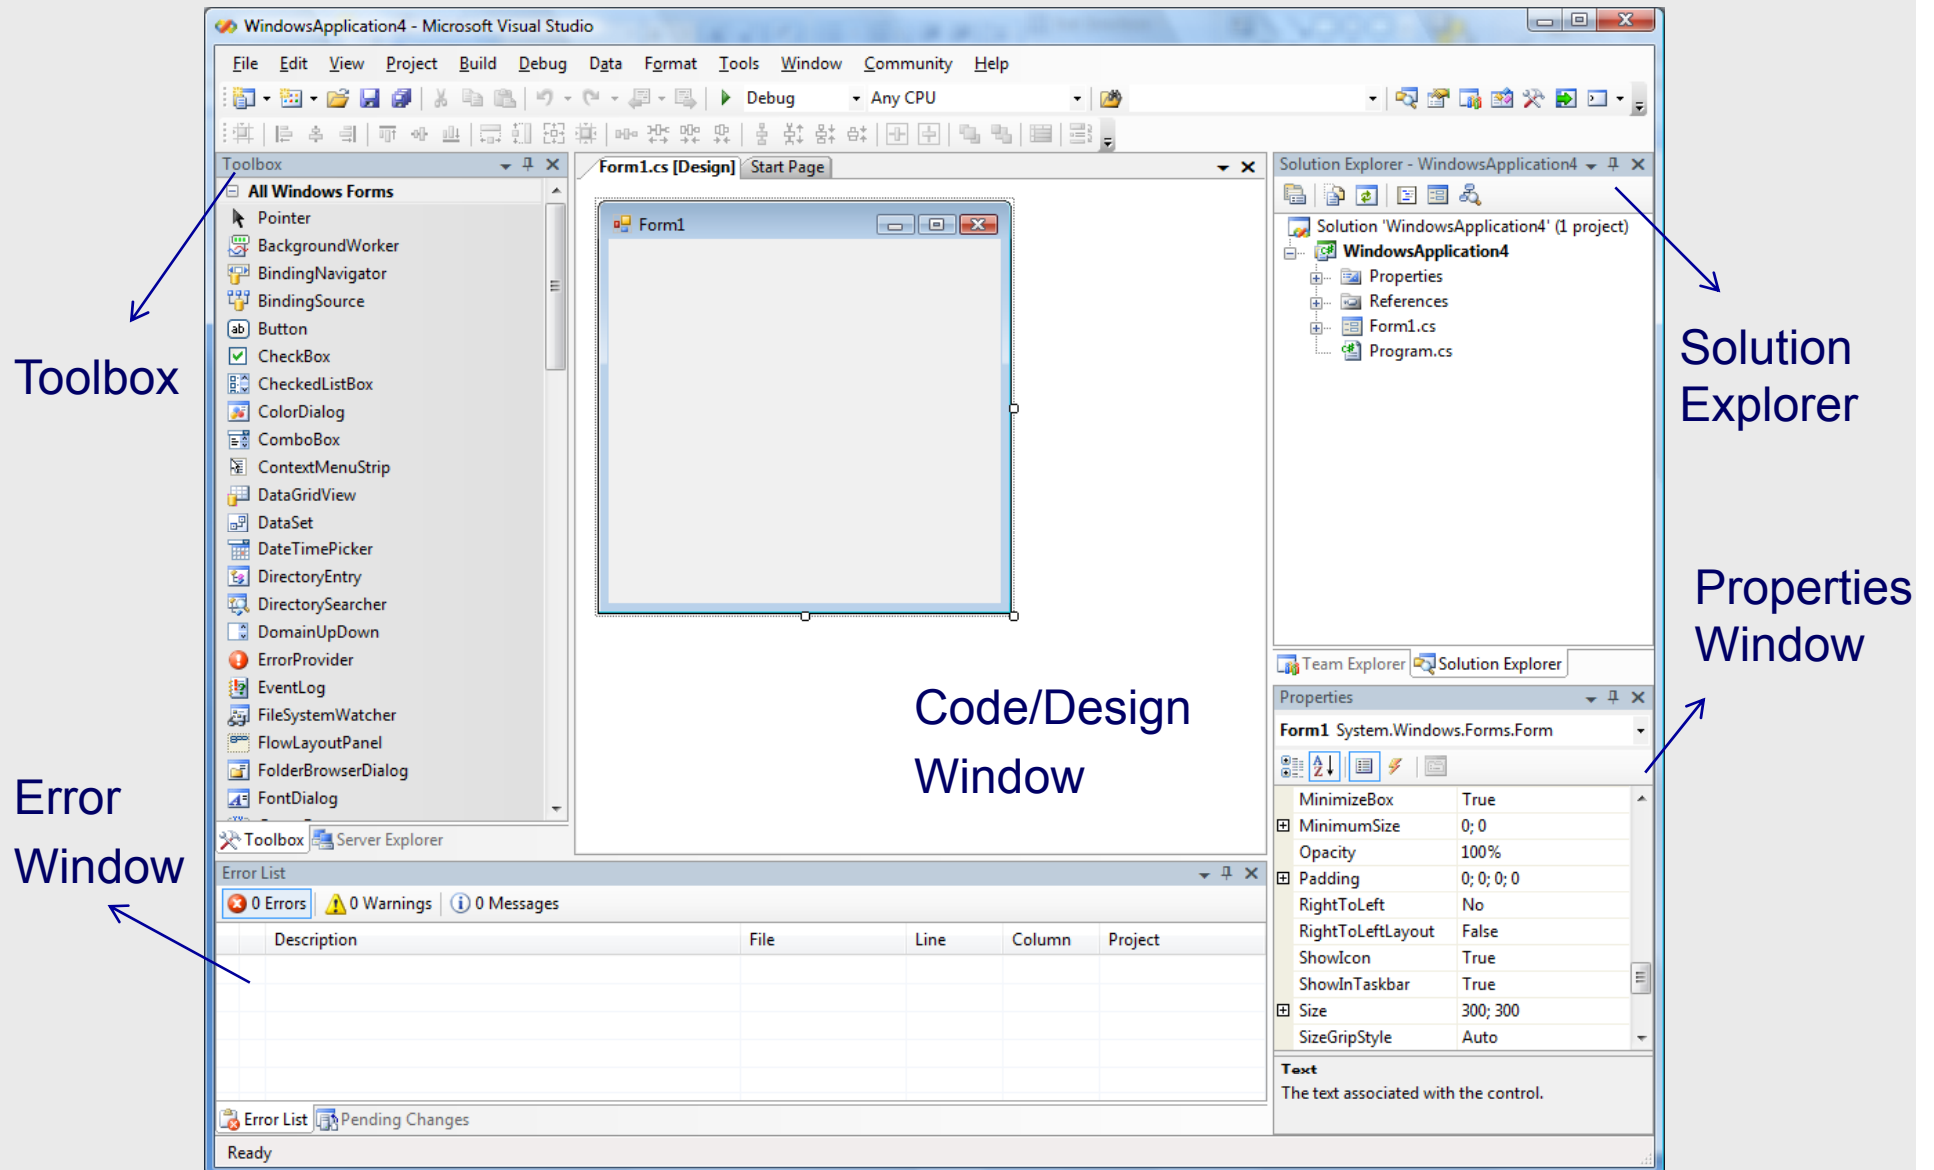 WindowsApplication4 - Microsoft Visual Studio
File Edit View Project Build Debug Data Format Tools Window Community Help
Debug Any CPU
Toolbox
All Windows Forms
Pointer
BackgroundWorker
BindingNavigator
BindingSource
Button
CheckBox
CheckedListBox
ColorDialog
ComboBox
ContextMenuStrip
DataGridView
DataSet
DateTimePicker
DirectoryEntry
DirectorySearcher
DomainUpDown
ErrorProvider
EventLog
FileSystemWatcher
FlowLayoutPanel
FolderBrowserDialog
FontDialog
Toolbox Server Explorer
Form1.cs [Design] Start Page
Form1
Code/Design
Window
Solution Explorer - WindowsApplication4
Solution 'WindowsApplication4' (1 project)
WindowsApplication4
Properties
References
Form1.cs
Program.cs
Team Explorer Solution Explorer
Properties
Form1 System.Windows.Forms.Form
MinimizeBox True
MinimumSize 0; 0
Opacity 100%
Padding 0; 0; 0; 0
RightToLeft No
RightToLeftLayout False
ShowIcon True
ShowInTaskbar True
Size 300; 300
SizeGripStyle Auto
Text
The text associated with the control.
Error List
0 Errors 0 Warnings 0 Messages
Description File Line Column Project
Error List Pending Changes
Ready
Toolbox
Error
Window
Solution
Explorer
Properties
Window